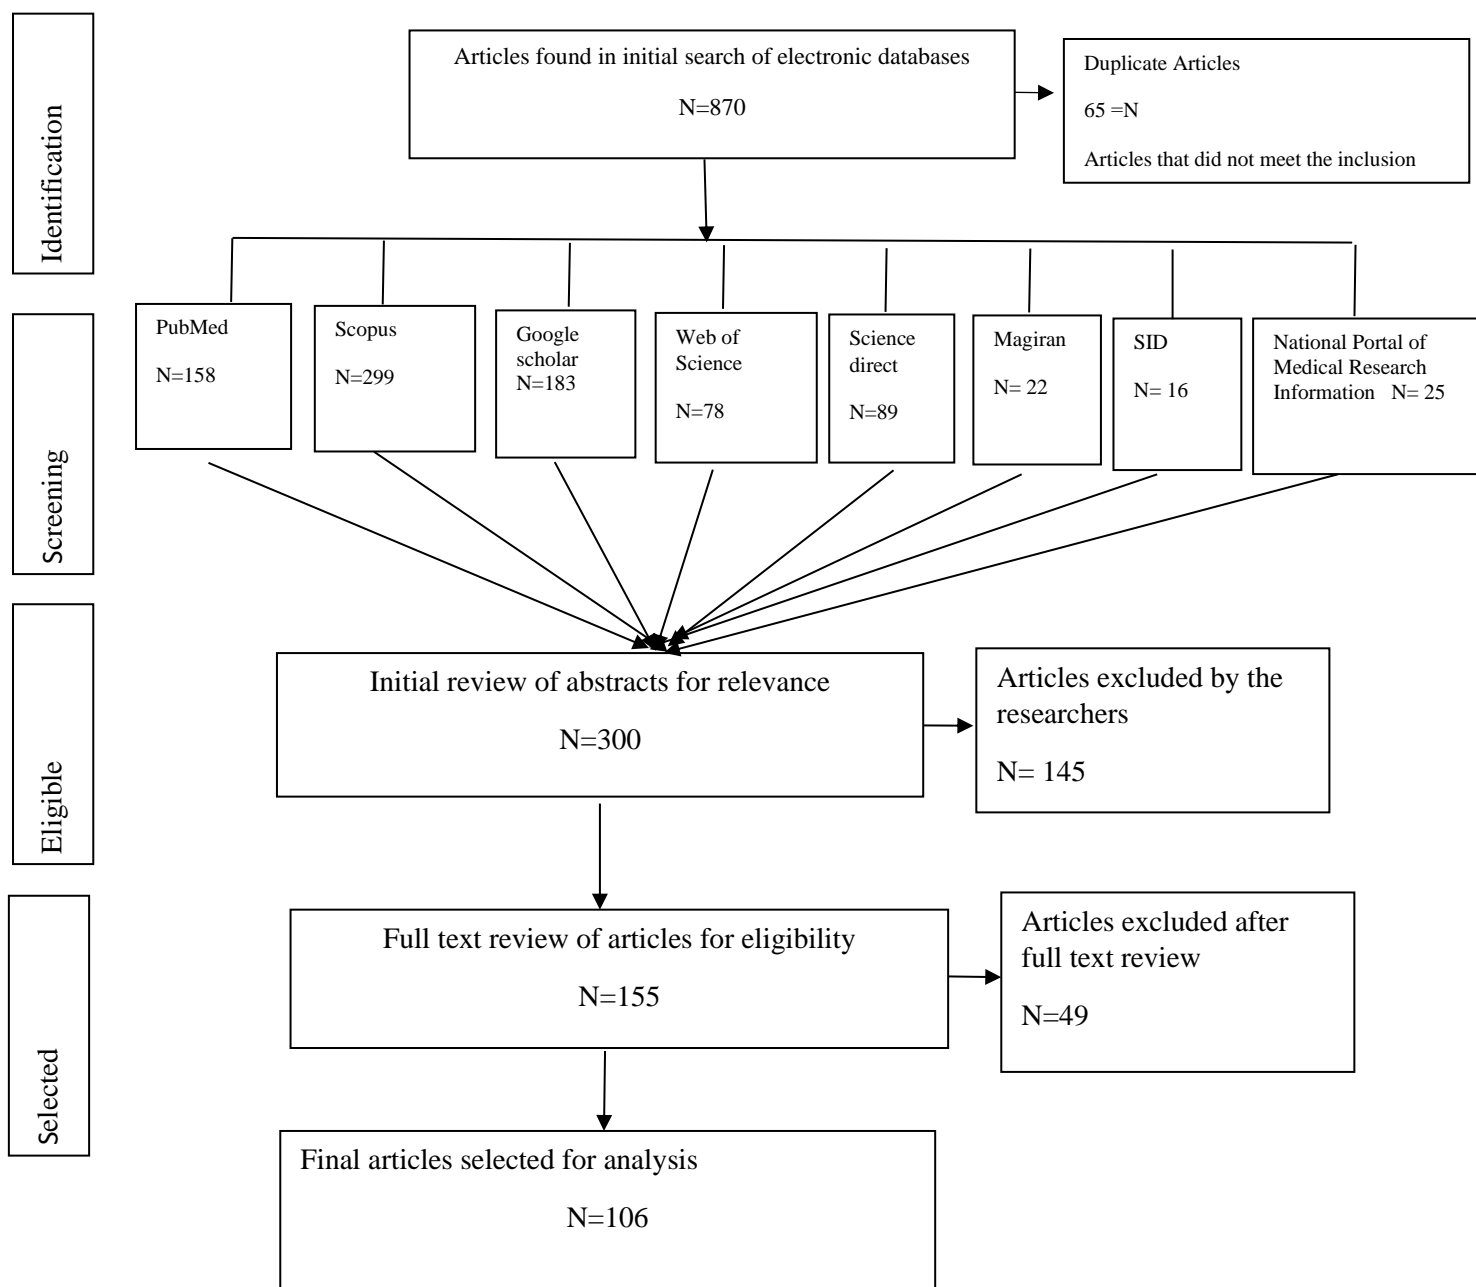 Identification
Articles found in initial search of electronic databases
N=870
Duplicate Articles
65 =N
Articles that did not meet the inclusion
Screening
PubMed
N=158
Scopus
N=299
Google
scholar
N=183
Web of
Science
N=78
Science
direct
N=89
Magiran
N= 22
SID
N= 16
National Portal of
Medical Research
Information N= 25
Eligible
Initial review of abstracts for relevance
N=300
Articles excluded by the
researchers
N= 145
Selected
Full text review of articles for eligibility
N=155
Articles excluded after
full text review
N=49
Final articles selected for analysis
N=106